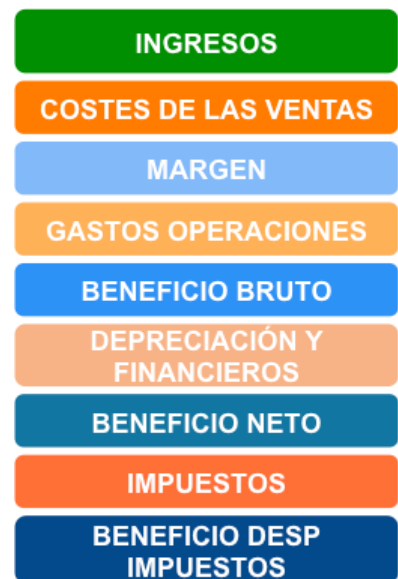 INGRESOS
COSTES DE LAS VENTAS
MARGEN
GASTOS OPERACIONES
BENEFICIO BRUTO
DEPRECIACIÓN Y
FINANCIEROS
BENEFICIO NETO
IMPUESTOS
BENEFICIO DESP
IMPUESTOS